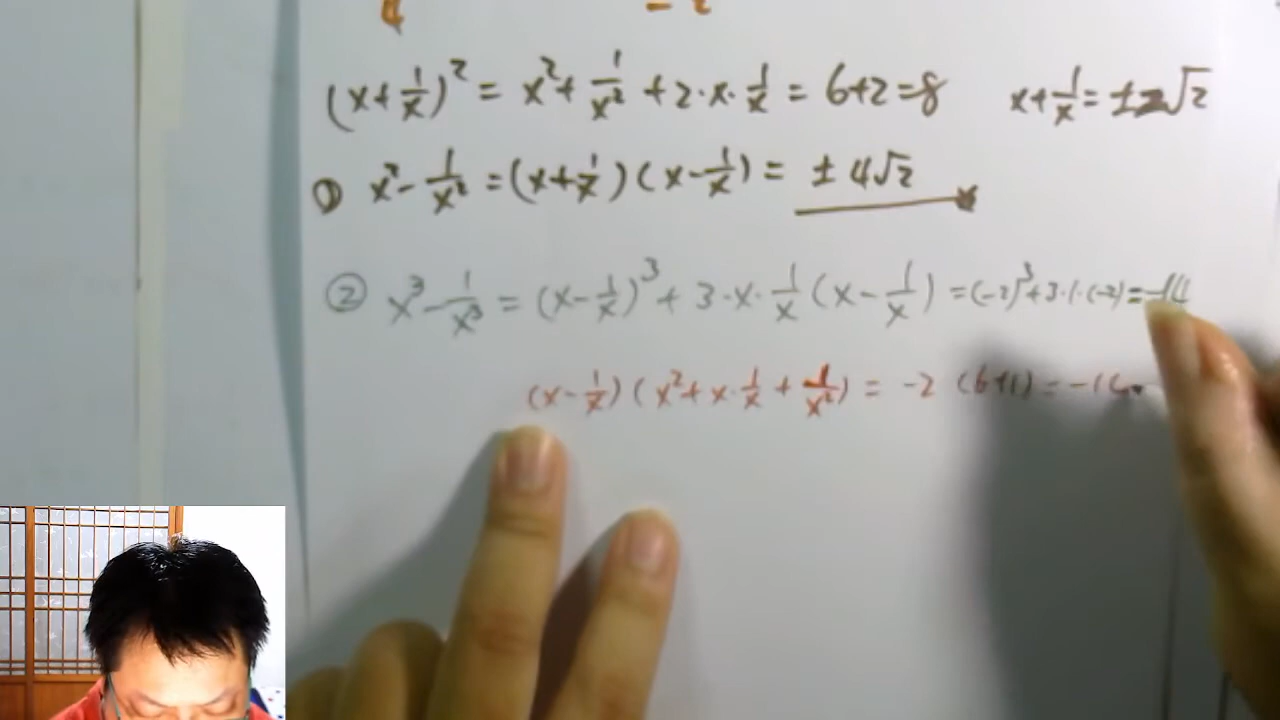 (x+1/x)² = x²+1/x²+2·x·1/x = 6+2=8 x+1/x=±2√2
① x²-1/x² = (x+1/x)(x-1/x) = ±4√2
② x³-1/x³ = (x-1/x)³+3·x·1/x(x-1/x) = (-2)³+3·1·(-2)=-14
(x-1/x)(x²+x·1/x+1/x²) = -2(6+1)=-14